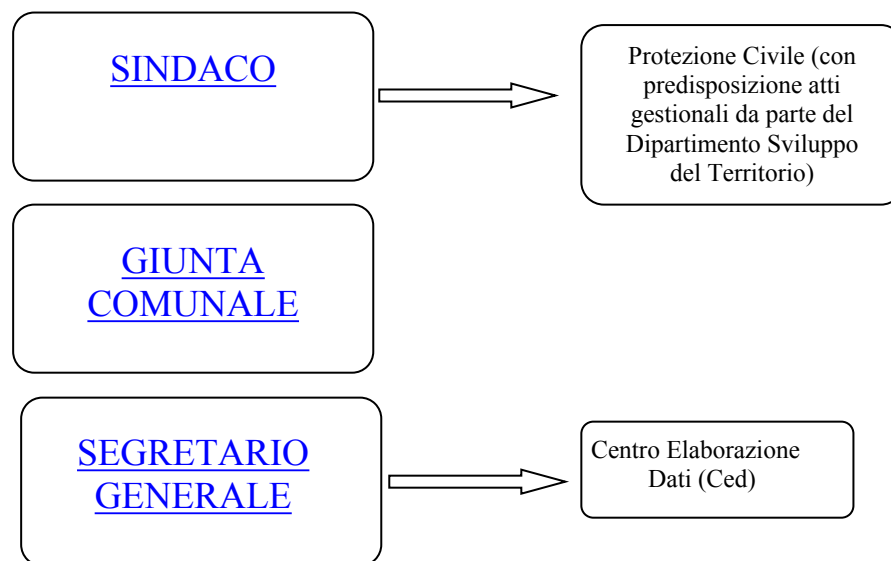 SINDACO
Protezione Civile (con
predisposizione atti
gestionali da parte del
Dipartimento Sviluppo
del Territorio)
GIUNTA
COMUNALE
SEGRETARIO
GENERALE
Centro Elaborazione
Dati (Ced)